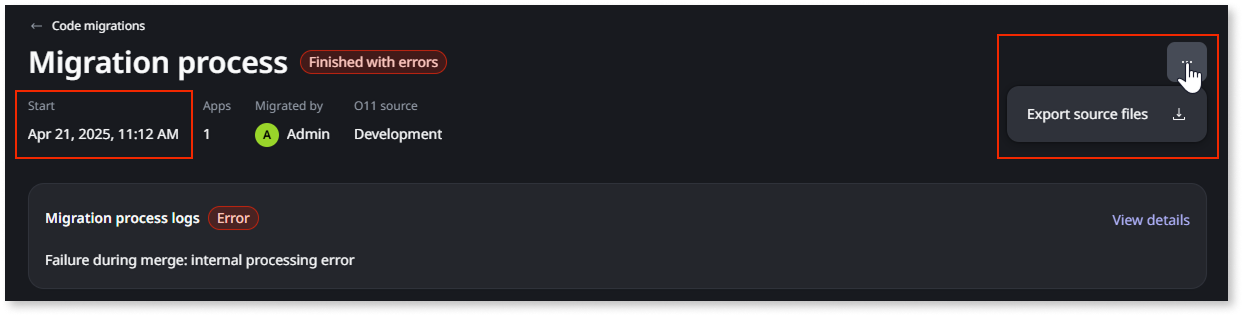 ← Code migrations
Migration process Finished with errors
...
Start Apps Migrated by O11 source
Apr 21, 2025, 11:12 AM 1 A Admin Development
Export source files
Migration process logs Error
View details
Failure during merge: internal processing error